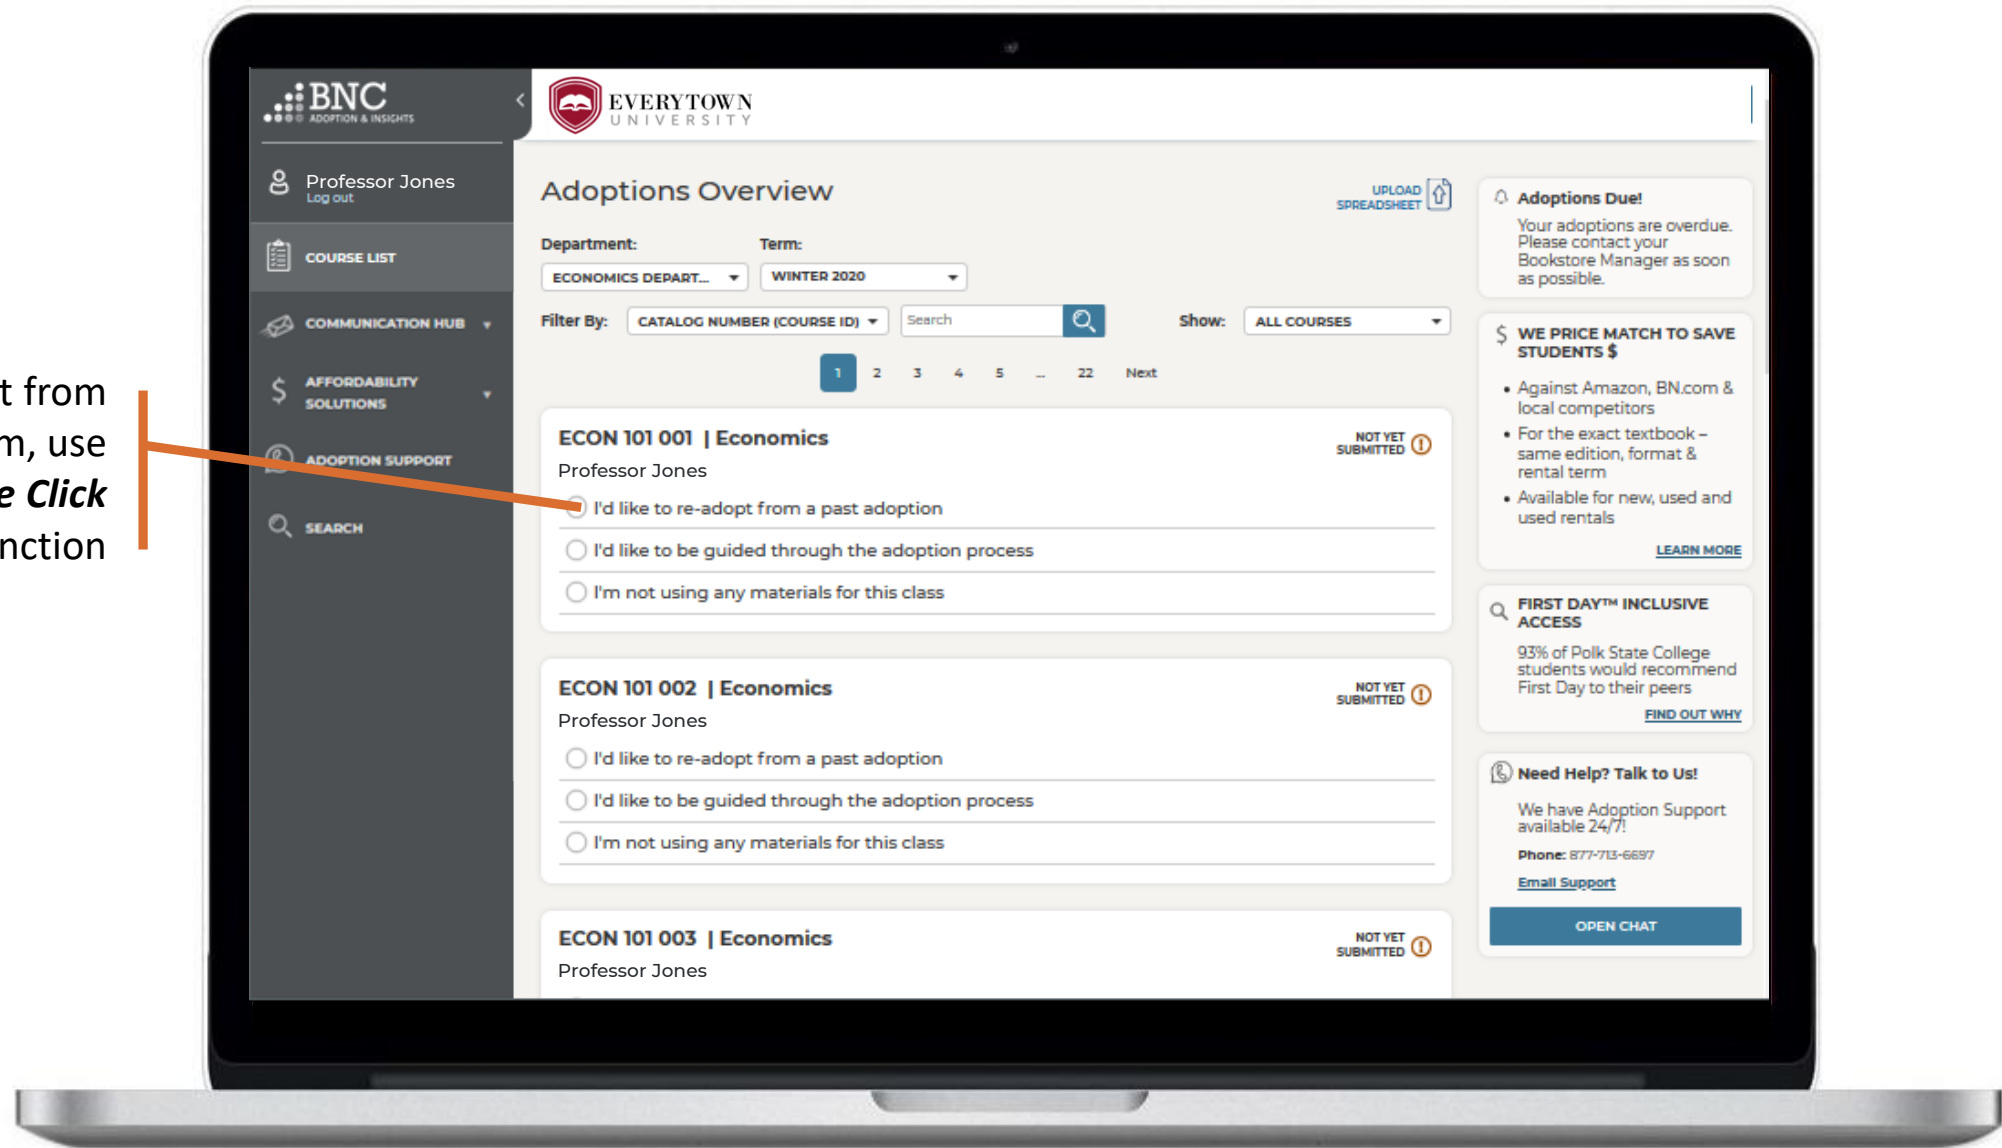 t from
m, use
e Click
nction
BNC
ADOPTION & INSIGHTS
Professor Jones
Log out
COURSE LIST
COMMUNICATION HUB
$ AFFORDABILITY
SOLUTIONS
ADOPTION SUPPORT
SEARCH
<
EVERYTOWN
UNIVERSITY
Adoptions Overview
UPLOAD
SPREADSHEET
Department:
Term:
ECONOMICS DEPART...
WINTER 2020
Filter By:
CATALOG NUMBER (COURSE ID)
Search
Show:
ALL COURSES
1 2 3 4 5 ... 22 Next
ECON 101 001 | Economics
NOT YET
SUBMITTED
Professor Jones
I'd like to re-adopt from a past adoption
I'd like to be guided through the adoption process
I'm not using any materials for this class
ECON 101 002 | Economics
NOT YET
SUBMITTED
Professor Jones
I'd like to re-adopt from a past adoption
I'd like to be guided through the adoption process
I'm not using any materials for this class
ECON 101 003 | Economics
NOT YET
SUBMITTED
Professor Jones
Adoptions Due!
Your adoptions are overdue.
Please contact your
Bookstore Manager as soon
as possible.
$ WE PRICE MATCH TO SAVE
STUDENTS $
• Against Amazon, BN.com &
local competitors
• For the exact textbook –
same edition, format &
rental term
• Available for new, used and
used rentals
LEARN MORE
FIRST DAY™ INCLUSIVE
ACCESS
93% of Polk State College
students would recommend
First Day to their peers
FIND OUT WHY
Need Help? Talk to Us!
We have Adoption Support
available 24/7!
Phone: 877-713-6697
Email Support
OPEN CHAT